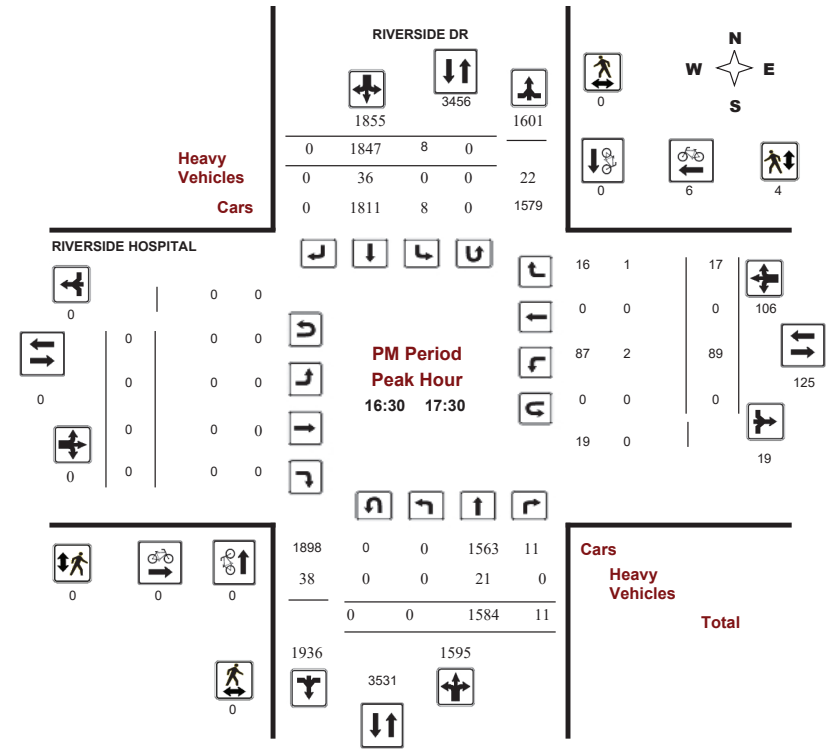 RIVERSIDE DR
N
W E
S
3456
0
1855 1601
0 1847 8 0
Heavy
Vehicles
0 36 0 0 22
0 6 4
Cars
0 1811 8 0 1579
RIVERSIDE HOSPITAL
16 1 17
0 0 0
0 0 0 106
0 0 0
PM Period
87 2 89
0 0 0
Peak Hour
125
0
16:30 17:30
0 0 0
0 0 0
19 0
19
0 0 0 0
1898 0 0 1563 11 Cars
38 0 0 21 0 Heavy
Vehicles
0 0 0
0 0 1584 11 Total
1936 1595
3531
0